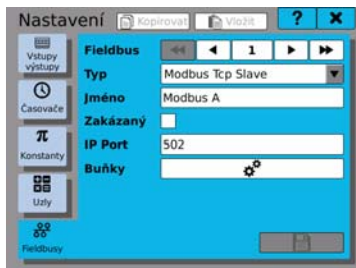 Nastavení Kopírovat Vložit ? ×
Vstupy
výstupy
Časovače
π
Konstanty
Uzly
Fieldbusy
Fieldbus 1
Typ Modbus Tcp Slave
Jméno Modbus A
Zakázaný
IP Port 502
Buňky